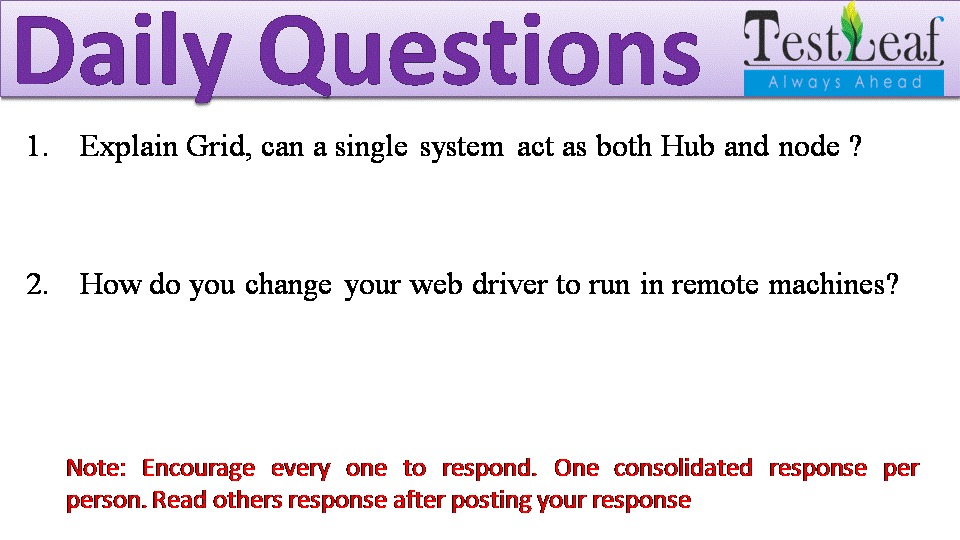 Daily Questions
TestLeaf
Always Ahead
1. Explain Grid, can a single system act as both Hub and node ?
2. How do you change your web driver to run in remote machines?
Note: Encourage every one to respond. One consolidated response per
person. Read others response after posting your response